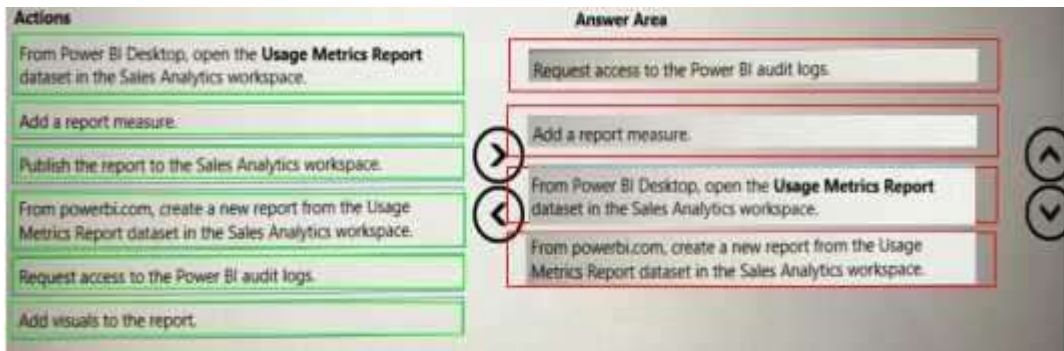 Actions
From Power BI Desktop, open the Usage Metrics Report
dataset in the Sales Analytics workspace.
Add a report measure.
Publish the report to the Sales Analytics workspace.
From powerbi.com, create a new report from the Usage
Metrics Report dataset in the Sales Analytics workspace.
Request access to the Power BI audit logs.
Add visuals to the report.
Answer Area
Request access to the Power BI audit logs.
Add a report measure.
From Power BI Desktop, open the Usage Metrics Report
dataset in the Sales Analytics workspace.
From powerbi.com, create a new report from the Usage
Metrics Report dataset in the Sales Analytics workspace.